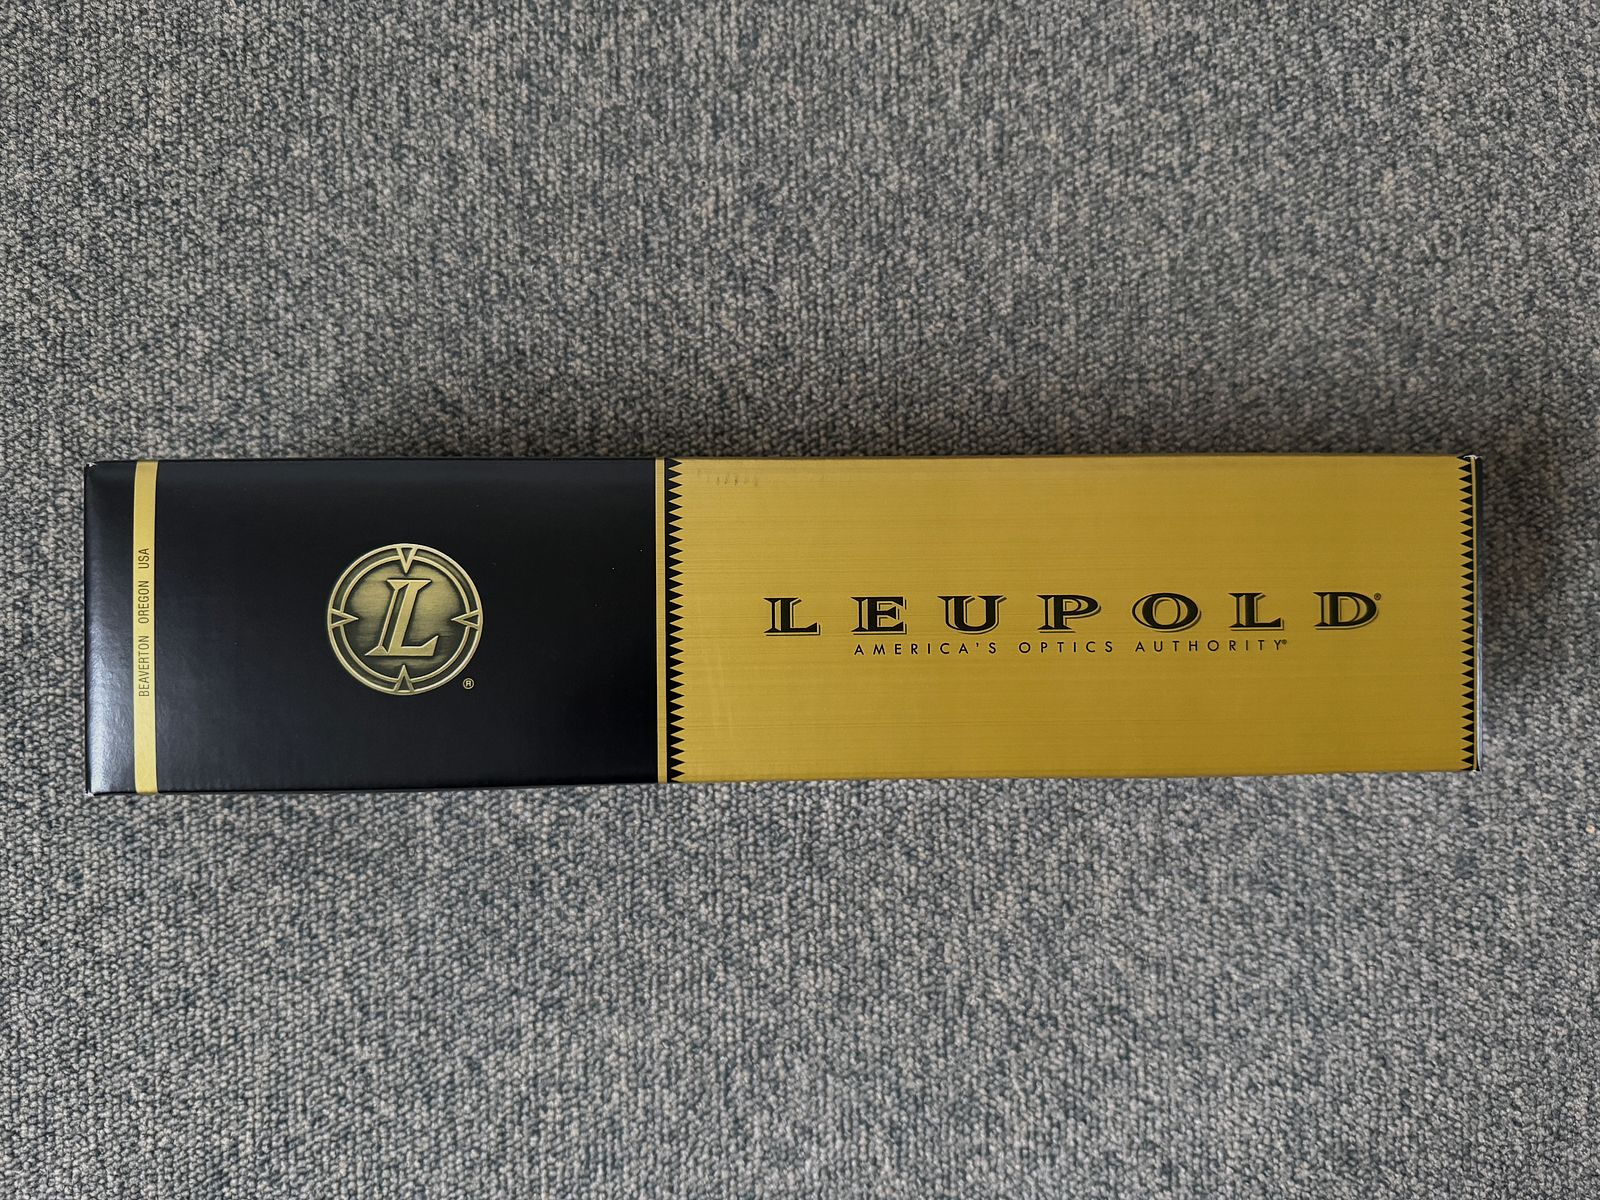 BEAVERTON OREGON USA
L®
LEUPOLD®
AMERICA'S OPTICS AUTHORITY®